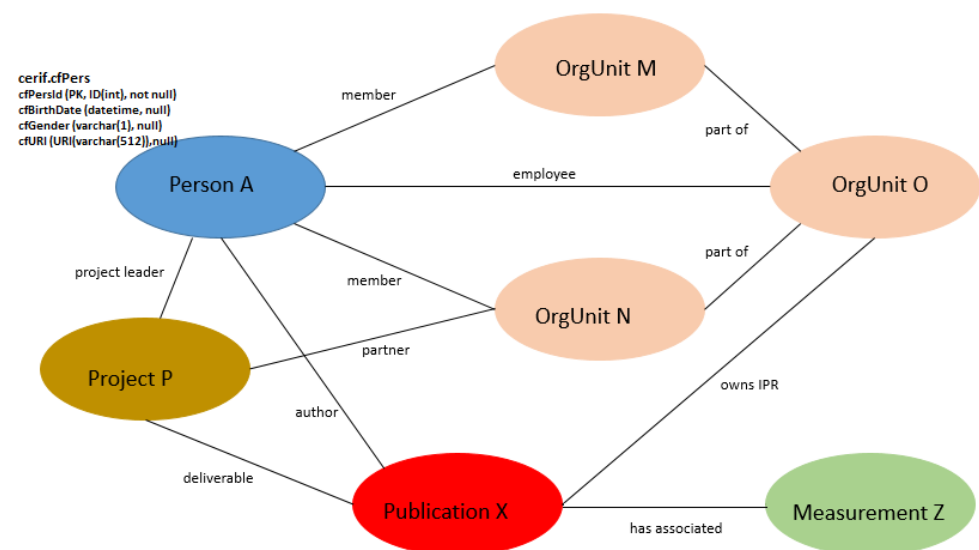 cerif.cfPers
cfPersId (PK, ID(int), not null)
cfBirthDate (datetime, null)
cfGender (varchar(1), null)
cfURI (URI(varchar(512)),null)
OrgUnit M
member
part of
Person A
employee
OrgUnit O
project leader
member
part of
OrgUnit N
partner
Project P
owns IPR
author
deliverable
Publication X
has associated
Measurement Z